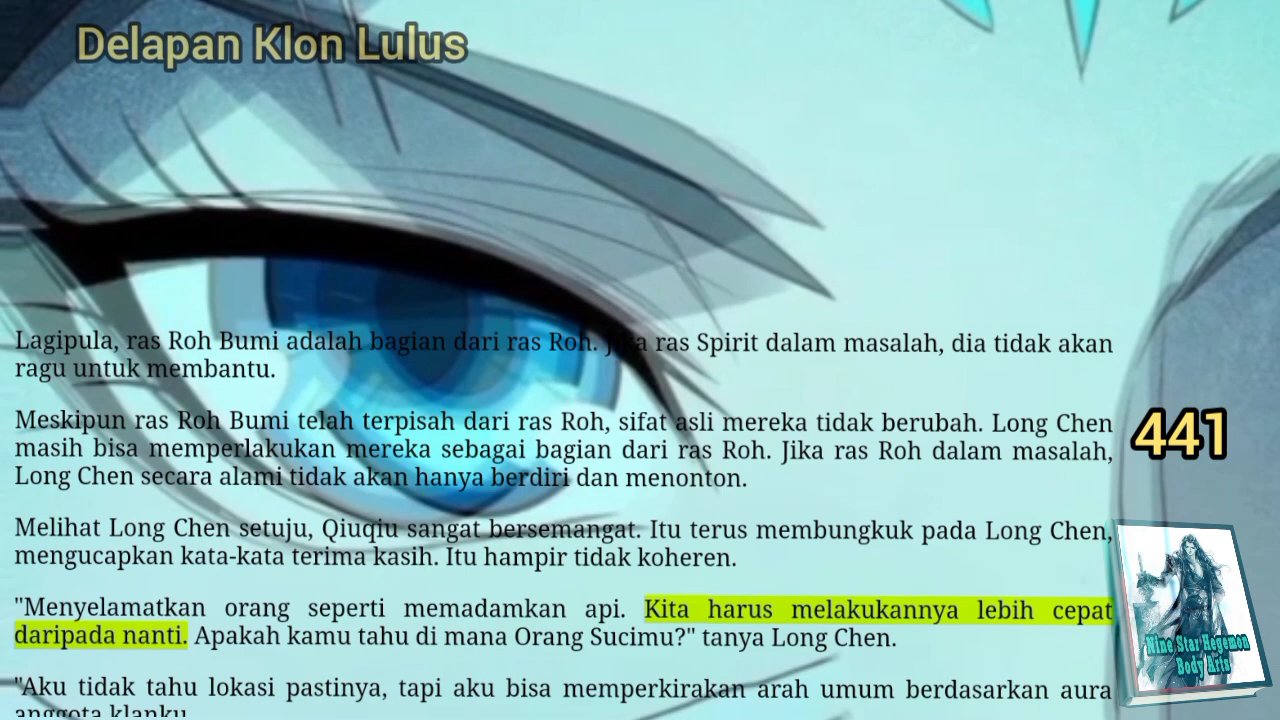 Delapan Klon Lulus
Lagipula, ras Roh Bumi adalah bagian dari ras Roh. Jika ras Spirit dalam masalah, dia tidak akan
ragu untuk membantu.
Meskipun ras Roh Bumi telah terpisah dari ras Roh, sifat asli mereka tidak berubah. Long Chen
masih bisa memperlakukan mereka sebagai bagian dari ras Roh. Jika ras Roh dalam masalah,
Long Chen secara alami tidak akan hanya berdiri dan menonton.
441
Melihat Long Chen setuju, Qiuqiu sangat bersemangat. Itu terus membungkuk pada Long Chen,
mengucapkan kata-kata terima kasih. Itu hampir tidak koheren.
"Menyelamatkan orang seperti memadamkan api. Kita harus melakukannya lebih cepat
daripada nanti. Apakah kamu tahu di mana Orang Sucimu?" tanya Long Chen.
"Aku tidak tahu lokasi pastinya, tapi aku bisa memperkirakan arah umum berdasarkan aura
anggota klanku
Nine Star Hegemon
Body Arts